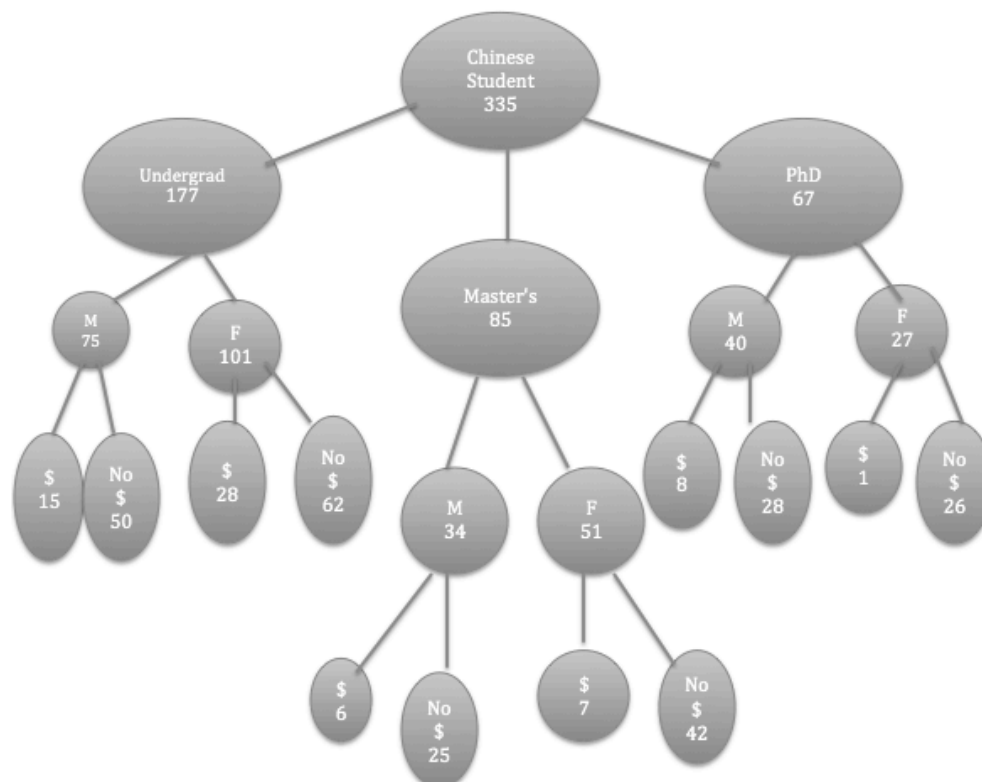 Chinese
Student
335
Undergrad
177
PhD
67
Master's
85
M
75
F
101
M
40
F
27
$
15
No
$
50
$
28
No
$
62
$
8
No
$
28
$
1
No
$
26
M
34
F
51
$
6
No
$
25
$
7
No
$
42